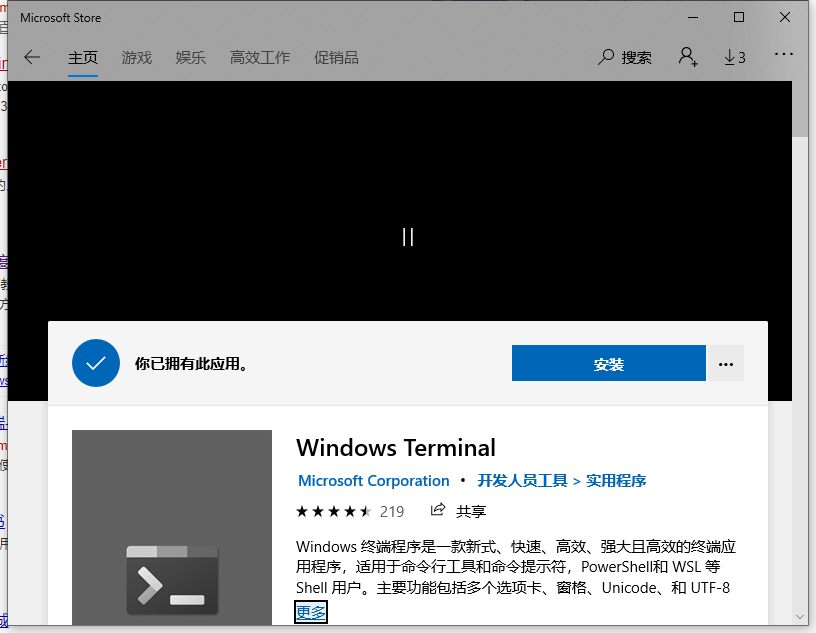 Microsoft Store
主页 游戏 娱乐 高效工作 促销品 搜索 3
你已拥有此应用。
安装
Windows Terminal
Microsoft Corporation • 开发人员工具 > 实用程序
219 共享
Windows 终端程序是一款新式、快速、高效、强大且高效的终端应
用程序，适用于命令行工具和命令提示符，PowerShell和 WSL 等
Shell 用户。主要功能包括多个选项卡、窗格、Unicode、和 UTF-8
更多